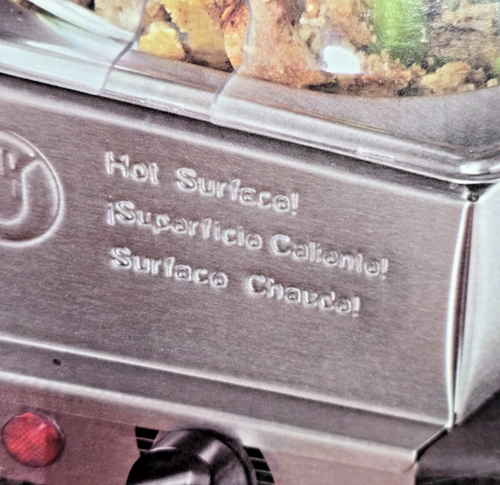 Hot Surface!
¡Superficie Caliente!
Surface Chaude!